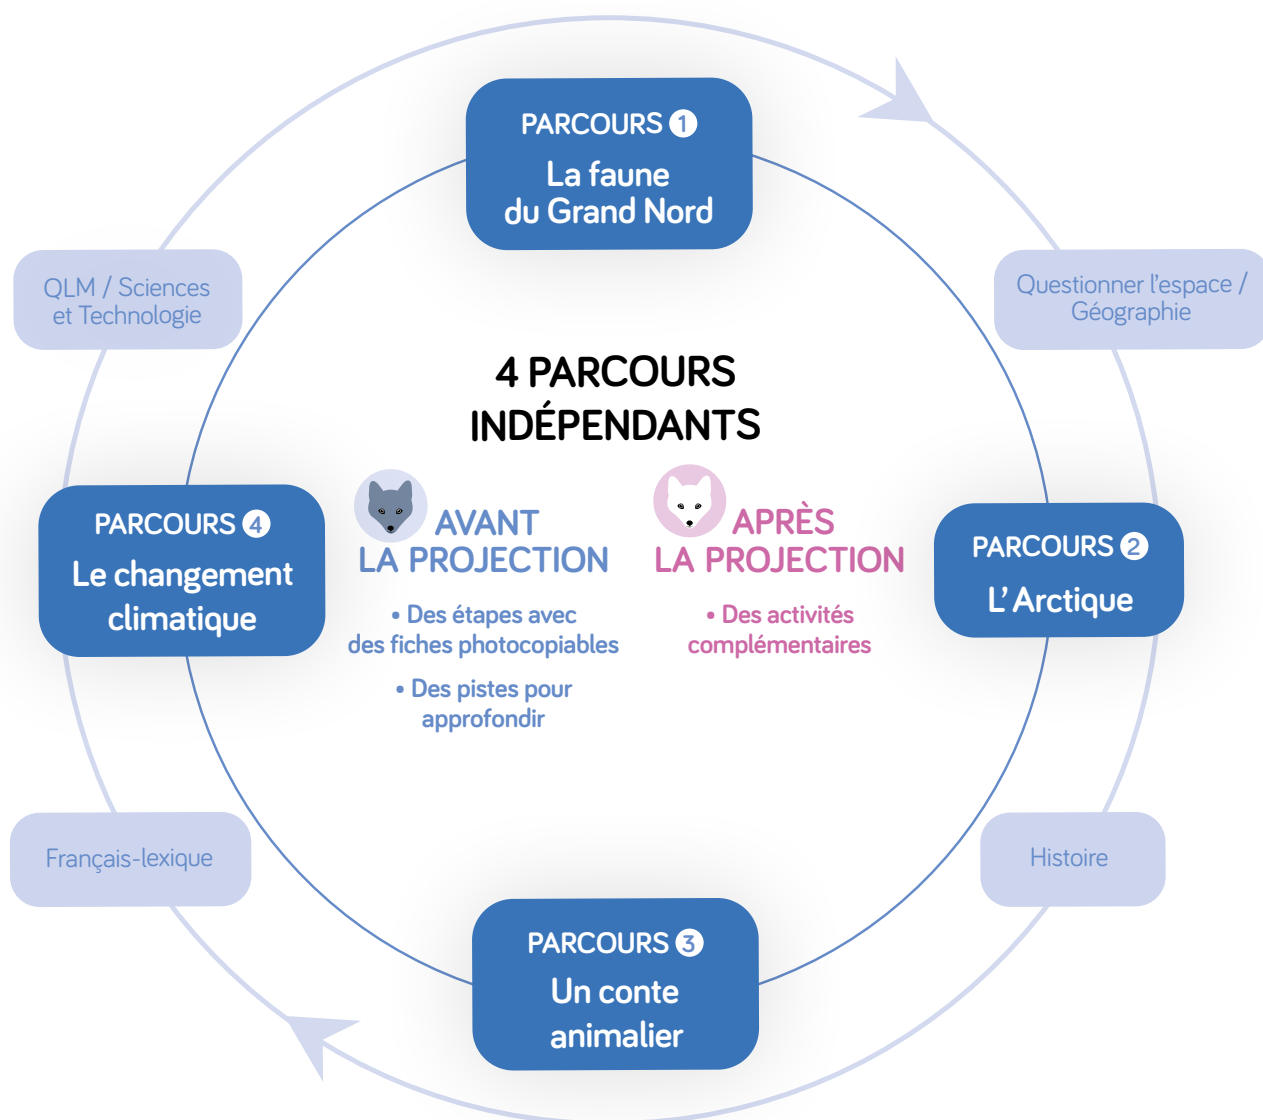 PARCOURS 1
La faune
du Grand Nord
QLM / Sciences
et Technologie
Questionner l'espace /
Géographie
4 PARCOURS
INDÉPENDANTS
AVANT
LA PROJECTION
• Des étapes avec
des fiches photocopiables
• Des pistes pour
approfondir
APRÈS
LA PROJECTION
• Des activités
complémentaires
PARCOURS 4
Le changement
climatique
PARCOURS 2
L'Arctique
Français-lexique
Histoire
PARCOURS 3
Un conte
animalier